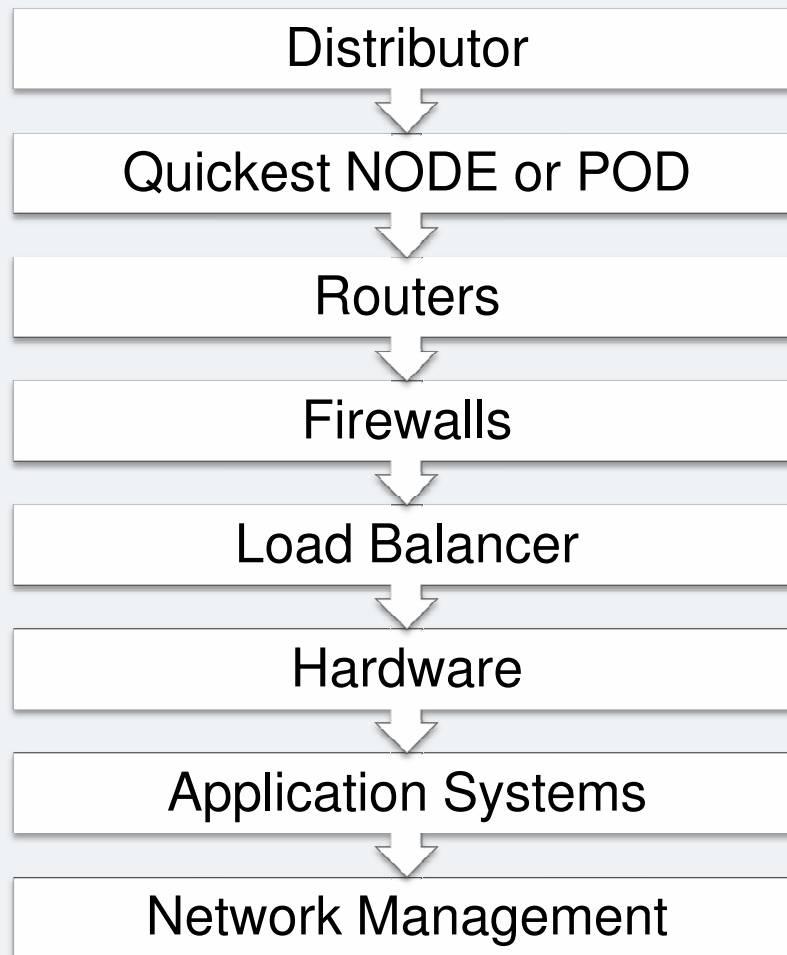 Distributor
Quickest NODE or POD
Routers
Firewalls
Load Balancer
Hardware
Application Systems
Network Management